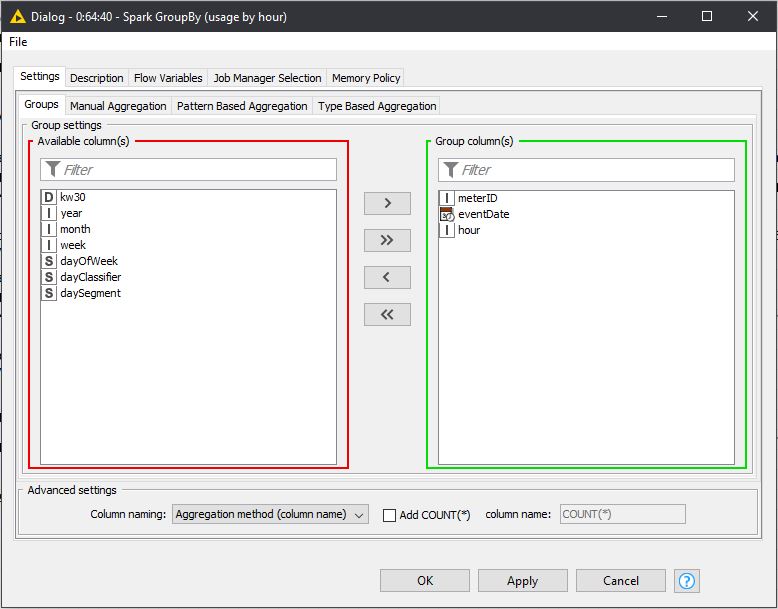 Dialog - 0:64:40 - Spark GroupBy (usage by hour)
File
Settings Description Flow Variables Job Manager Selection Memory Policy
Groups Manual Aggregation Pattern Based Aggregation Type Based Aggregation
Group settings
Available column(s)
Filter
D kw30
I year
I month
I week
S dayOfWeek
S dayClassifier
S daySegment
>
>>
<
<<
Group column(s)
Filter
I meterID
eventDate
I hour
Advanced settings
Column naming: Aggregation method (column name) Add COUNT(*) column name: COUNT(*)
OK Apply Cancel ?